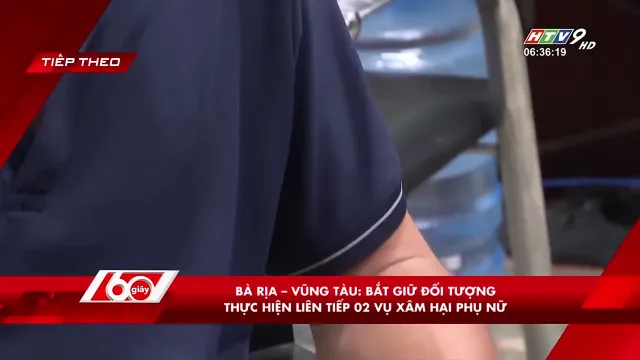 TIẾP THEO
HTV9 HD
06:36:19
60 giây
BÀ RỊA – VŨNG TÀU: BẮT GIỮ ĐỐI TƯỢNG
THỰC HIỆN LIÊN TIẾP 02 VỤ XÂM HẠI PHỤ NỮ